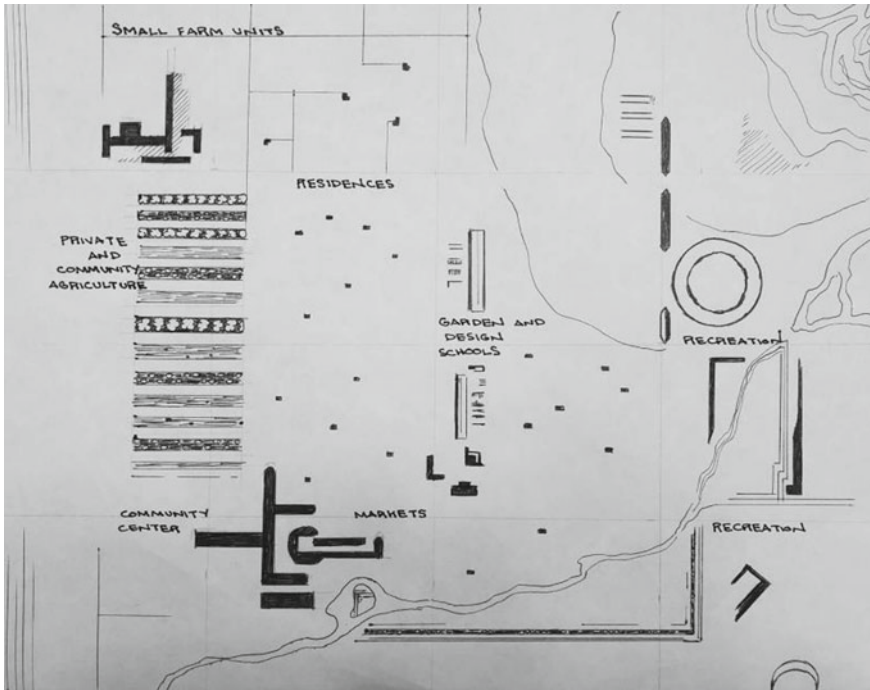 SMALL FARM UNITS
RESIDENCES
PRIVATE
AND
COMMUNITY
AGRICULTURE
GARDEN AND
DESIGN
SCHOOLS
RECREATION
COMMUNITY
CENTER
MARKETS
RECREATION